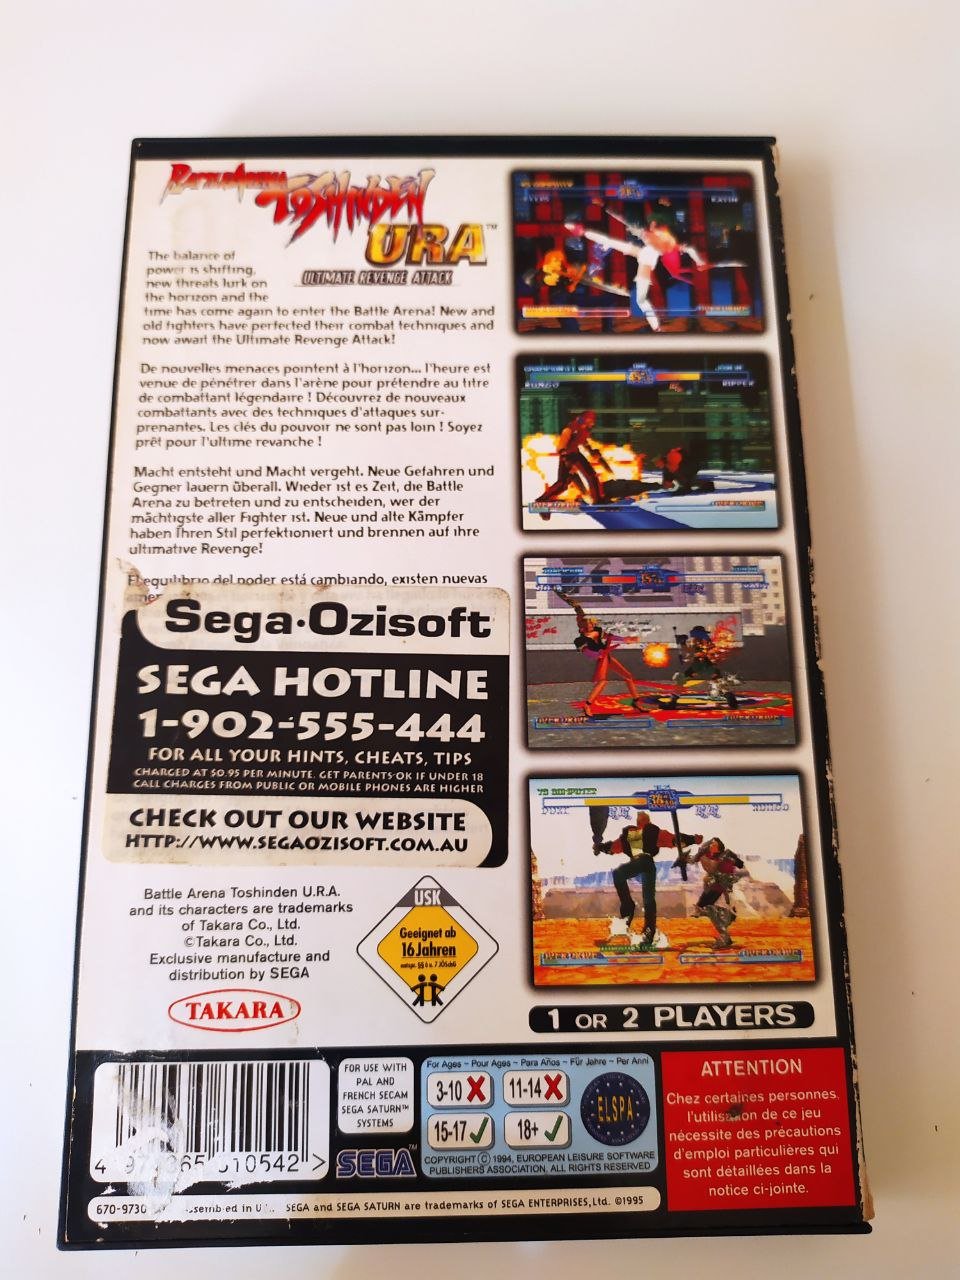 BATTLE ARENA
TOSHINDEN
URA™
ULTIMATE REVENGE ATTACK
The balance of
power is shifting,
new threats lurk on
the horizon and the
time has come again to enter the Battle Arena! New and
old fighters have perfected their combat techniques and
now await the Ultimate Revenge Attack!
De nouvelles menaces pointent à l'horizon... l'heure est
venue de pénétrer dans l'arène pour prétendre au titre
de combattant légendaire ! Découvrez de nouveaux
combattants avec des techniques d'attaques sur-
prenantes. Les clés du pouvoir ne sont pas loin ! Soyez
prêt pour l'ultime revanche !
Macht entsteht und Macht vergeht. Neue Gefahren und
Gegner lauern überall. Wieder ist es Zeit, die Battle
Arena zu betreten und zu entscheiden, wer der
mächtigste aller Fighter ist. Neue und alte Kämpfer
haben ihren Stil perfektioniert und brennen auf ihre
ultimative Revenge!
El equilibrio del poder está cambiando, existen nuevas
Sega·Ozisoft
SEGA HOTLINE
1-902-555-444
FOR ALL YOUR HINTS, CHEATS, TIPS
CHARGED AT $0.95 PER MINUTE. GET PARENTS OK IF UNDER 18
CALL CHARGES FROM PUBLIC OR MOBILE PHONES ARE HIGHER
CHECK OUT OUR WEBSITE
HTTP://WWW.SEGAOZISOFT.COM.AU
Battle Arena Toshinden U.R.A.
and its characters are trademarks
of Takara Co., Ltd.
©Takara Co., Ltd.
Exclusive manufacture and
distribution by SEGA
TAKARA
USK
Geeignet ab
16 Jahren
RIPPER
OVERDRIVE OVERDRIVE
VS COMPUTER
OVERDRIVE OVERDRIVE
1 OR 2 PLAYERS
FOR USE WITH
PAL AND
FRENCH SECAM
SEGA SATURN™
SYSTEMS
SEGA™
For Ages ~ Pour Ages ~ Para Años ~ Für Jahre ~ Per Anni
3-10 11-14
15-17 18+
ELSPA
COPYRIGHT © 1994, EUROPEAN LEISURE SOFTWARE
PUBLISHERS ASSOCIATION, ALL RIGHTS RESERVED
ATTENTION
Chez certaines personnes,
l'utilisation de ce jeu
nécessite des précautions
d'emploi particulières qui
sont détaillées dans la
notice ci-jointe.
670-9730 SEGA and SEGA SATURN are trademarks of SEGA ENTERPRISES, Ltd. ©1995